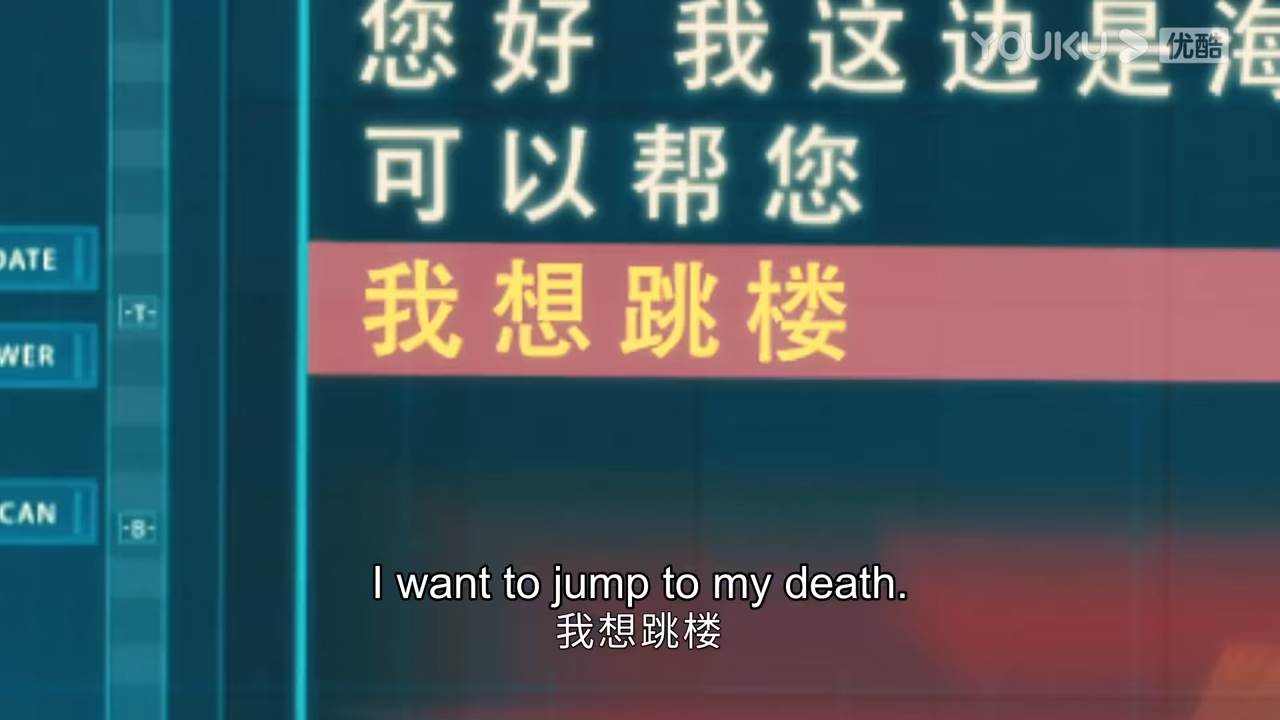 您好 我这边是海
YOUKU 优酷
可以帮您
DATE
我想跳楼
-T-
WER
CAN
-B-
I want to jump to my death.
我想跳楼